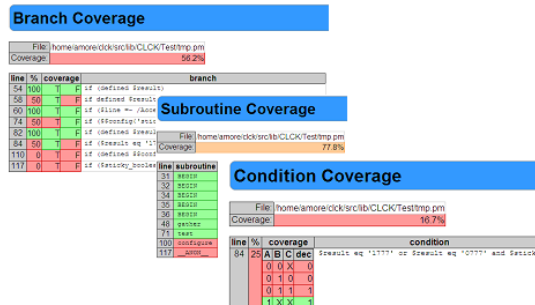 Branch Coverage
File: /home/amore/clck/src/lib/CLCK/Test/tmp.pm
Coverage: 56.2%
line % coverage branch
54 100 T F if (defined $result)
58 50 T F if defined $result
60 100 T F if ($line =~ /
74 50 T F if ($$config{'stic
82 100 T F if (defined $resul
84 50 T F if ($result eq '1
110 0 T F if (defined $$conf
117 0 T F if ($sticky_boolea
Subroutine Coverage
File: /home/amore/clck/src/lib/CLCK/Test/tmp.pm
Coverage: 77.8%
line subroutine
31 BEGIN
32 BEGIN
34 BEGIN
35 BEGIN
36 BEGIN
48 gather
71 test
100 configure
117 __ANON__
Condition Coverage
File: /home/amore/clck/src/lib/CLCK/Test/tmp.pm
Coverage: 16.7%
line % coverage condition
A B C dec
84 25 0 0 X 0 $result eq '1777' or $result eq '0777' and $stick
0 1 0 0
0 1 1 1
1 X X 1